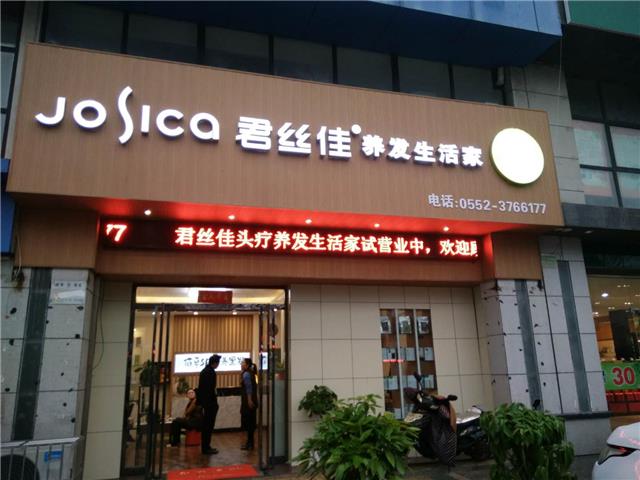 Josica 君丝佳 养发生活家
电话:0552-3766177
77 君丝佳头疗养发生活家试营业中，欢迎
30